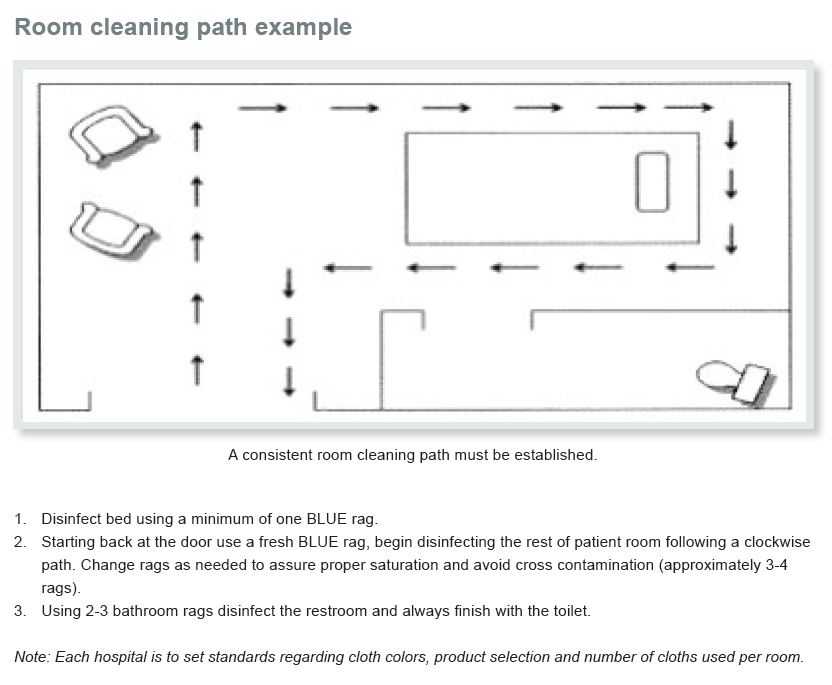 Room cleaning path example
A consistent room cleaning path must be established.
1. Disinfect bed using a minimum of one BLUE rag.
2. Starting back at the door use a fresh BLUE rag, begin disinfecting the rest of patient room following a clockwise
path. Change rags as needed to assure proper saturation and avoid cross contamination (approximately 3-4
rags).
3. Using 2-3 bathroom rags disinfect the restroom and always finish with the toilet.
Note: Each hospital is to set standards regarding cloth colors, product selection and number of cloths used per room.